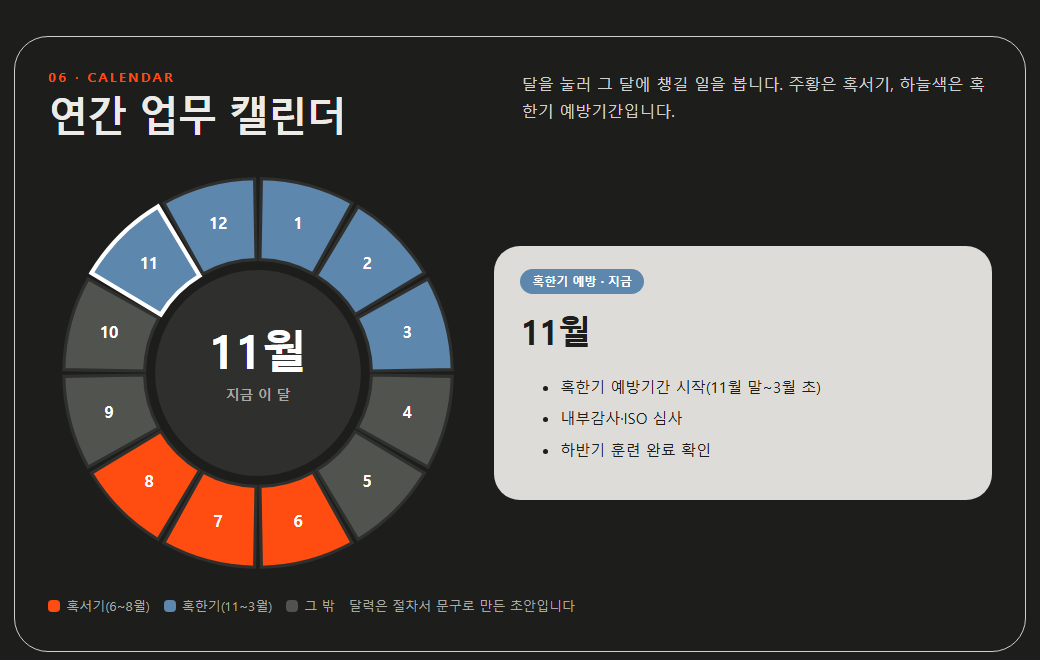 06 · CALENDAR
연간 업무 캘린더
달을 눌러 그 달에 챙길 일을 봅니다. 주황은 혹서기, 하늘색은 혹
한기 예방기간입니다.
12
1
11
2
10
3
9
4
8
5
7
6
11월
지금 이 달
혹한기 예방 · 지금
11월
• 혹한기 예방기간 시작(11월 말~3월 초)
• 내부감사·ISO 심사
• 하반기 훈련 완료 확인
혹서기(6~8월) 혹한기(11~3월) 그 밖 달력은 절차서 문구로 만든 초안입니다